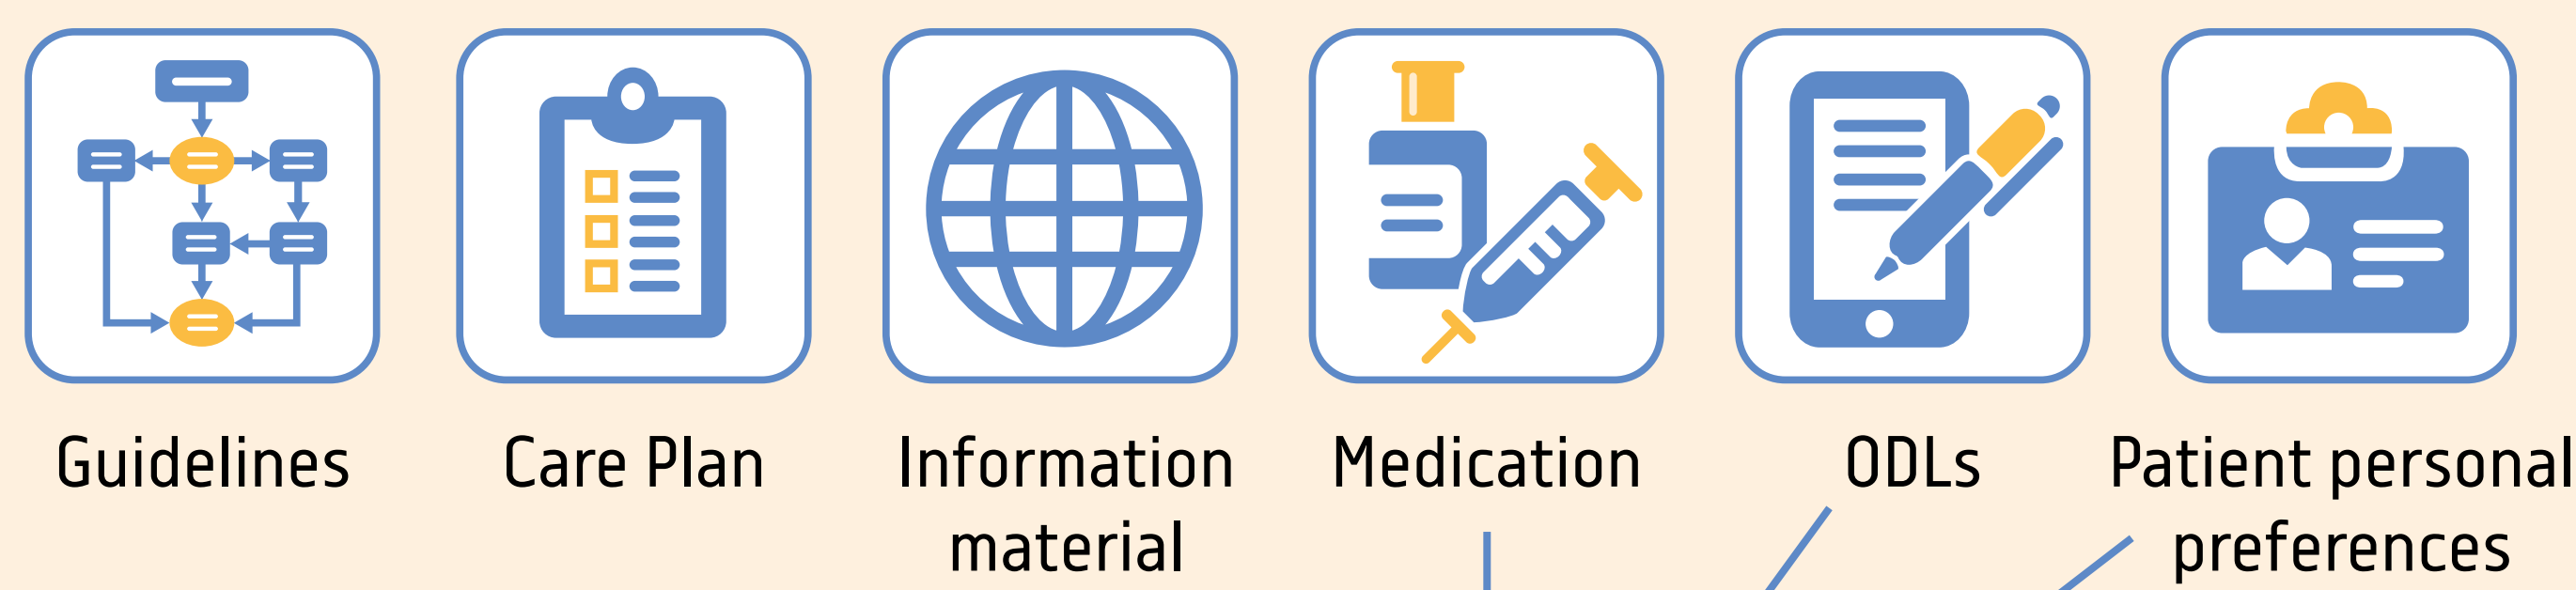 Guidelines
Care Plan
Information
material
Medication
ODLs
Patient personal
preferences